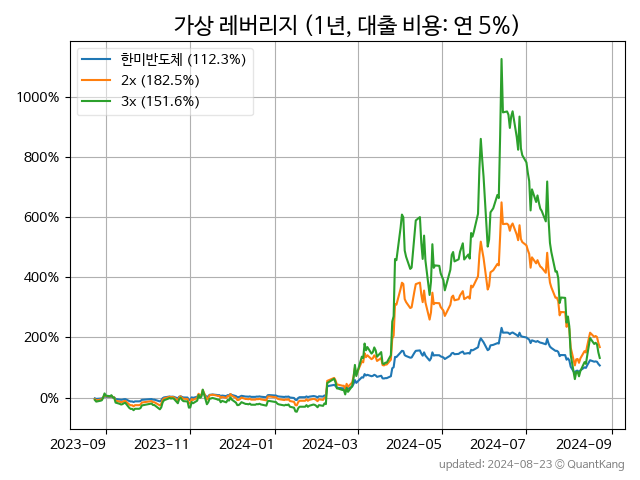 가상 레버리지 (1년, 대출 비용: 연 5%)
한미반도체 (112.3%)
2x (182.5%)
3x (151.6%)
1000%
800%
600%
400%
200%
0%
2023-09 2023-11 2024-01 2024-03 2024-05 2024-07 2024-09
updated: 2024-08-23 ⓒ QuantKang